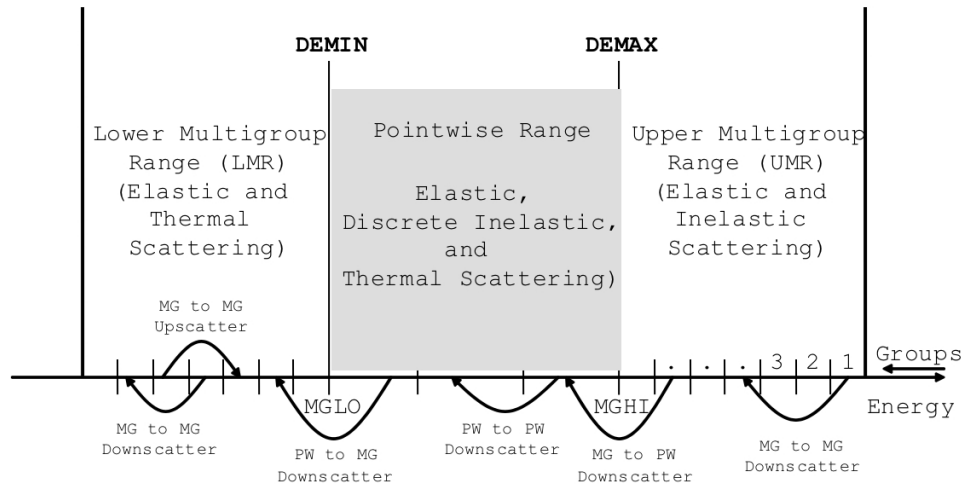 DEMIN
DEMAX
Lower Multigroup
Range (LMR)
(Elastic and
Thermal
Scattering)
Pointwise Range
Elastic,
Discrete Inelastic,
and
Thermal Scattering)
Upper Multigroup
Range (UMR)
(Elastic and
Inelastic
Scattering)
MG to MG
Upscatter
. . . 3 2 1
Groups
MGLO
MGHI
Energy
MG to MG
Downscatter
PW to MG
Downscatter
PW to PW
Downscatter
MG to PW
Downscatter
MG to MG
Downscatter